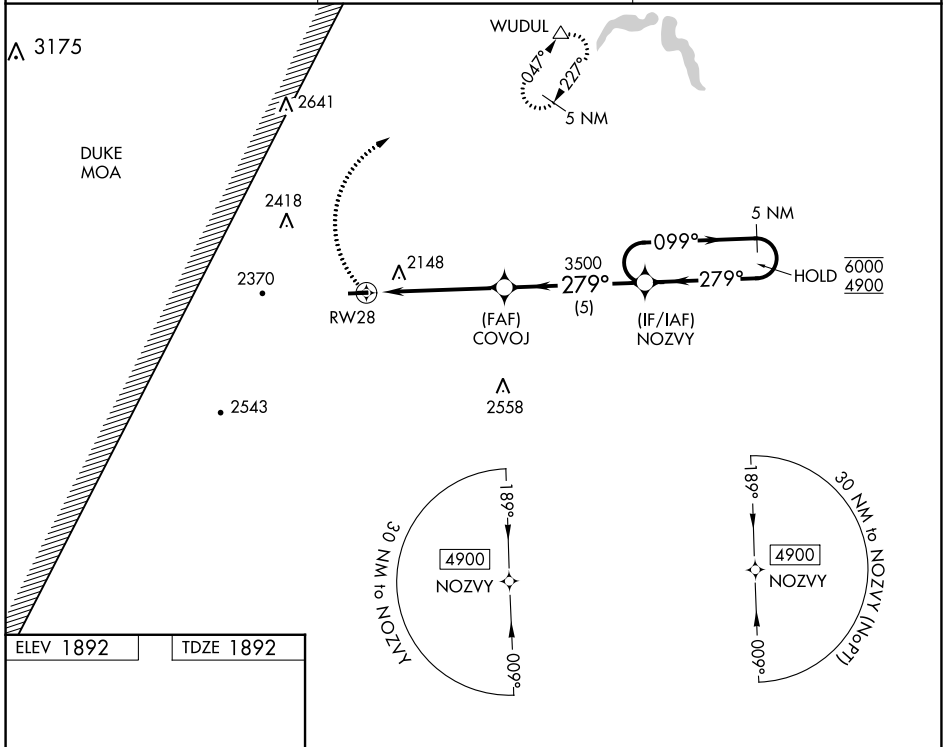 3175
WUDUL
047°
227°
5 NM
2641
DUKE
MOA
2418
5 NM
099°
2148
3500
2370
279°
279°
HOLD
6000
4900
(5)
RW28
(FAF)
COVOJ
(IF/IAF)
NOZVY
2558
2543
189°
4900
NOZVY
009°
30 NM to NOZVY
189°
4900
NOZVY
009°
30 NM to NOZVY (NoPT)
ELEV 1892
TDZE 1892